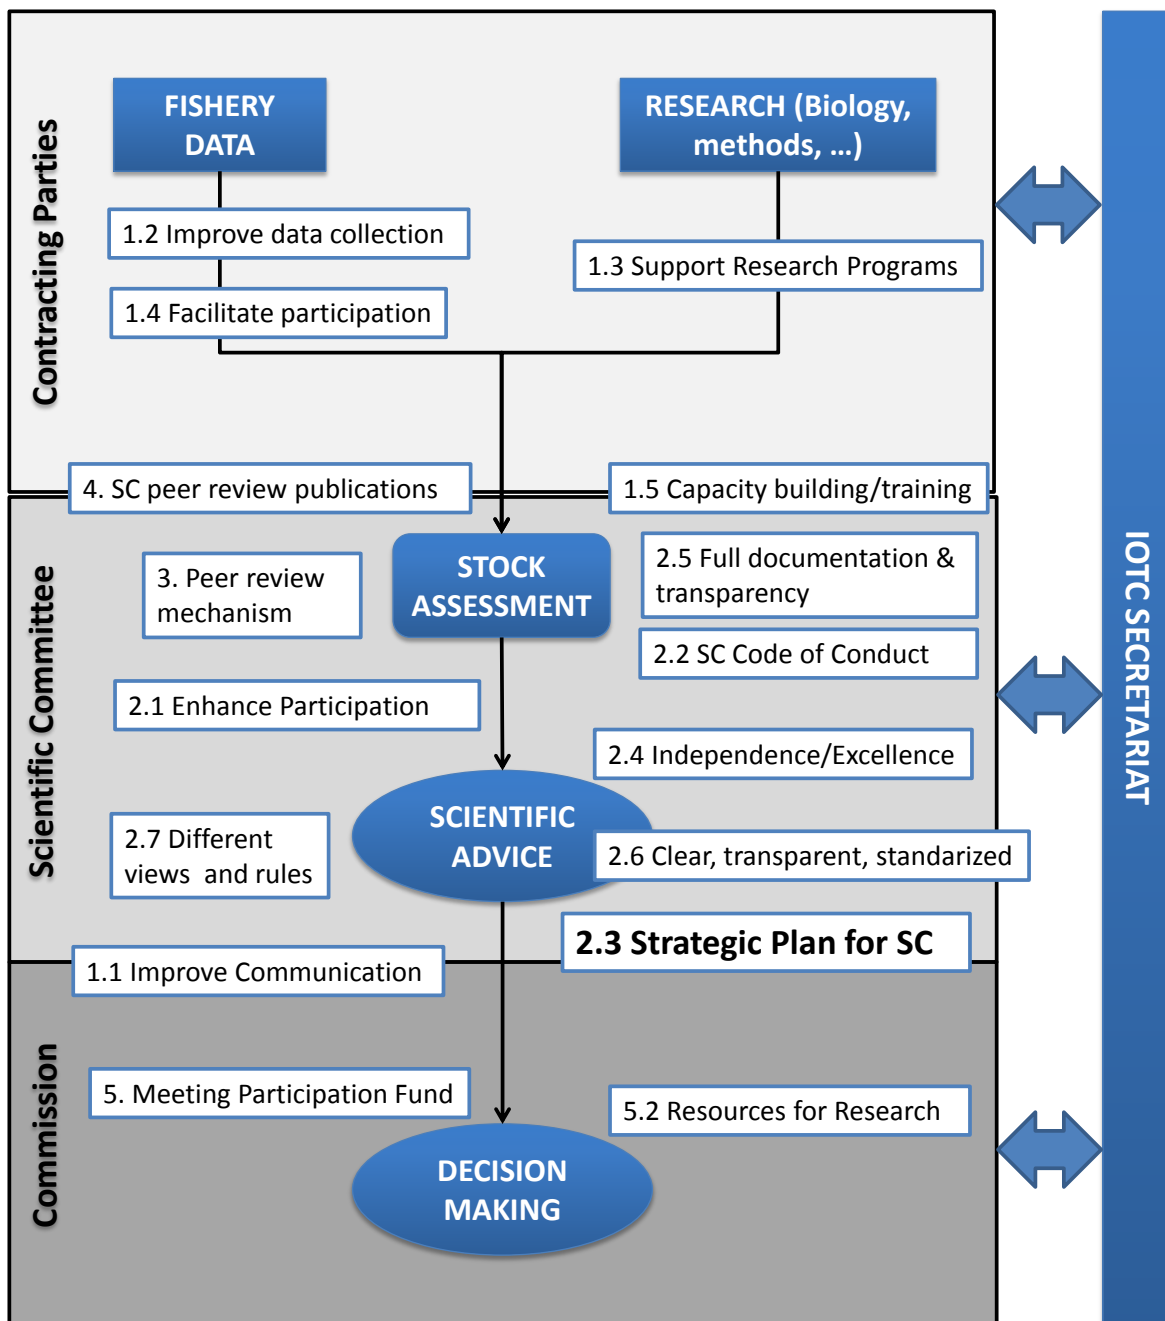 Contracting Parties
FISHERY
DATA
RESEARCH (Biology,
methods, ...)
1.2 Improve data collection
1.3 Support Research Programs
1.4 Facilitate participation
4. SC peer review publications
1.5 Capacity building/training
Scientific Committee
STOCK
ASSESSMENT
3. Peer review
mechanism
2.5 Full documentation &
transparency
2.2 SC Code of Conduct
2.1 Enhance Participation
2.4 Independence/Excellence
SCIENTIFIC
ADVICE
2.7 Different
views  and rules
2.6 Clear, transparent, standarized
2.3 Strategic Plan for SC
1.1 Improve Communication
Commission
5. Meeting Participation Fund
5.2 Resources for Research
DECISION
MAKING
IOTC SECRETARIAT